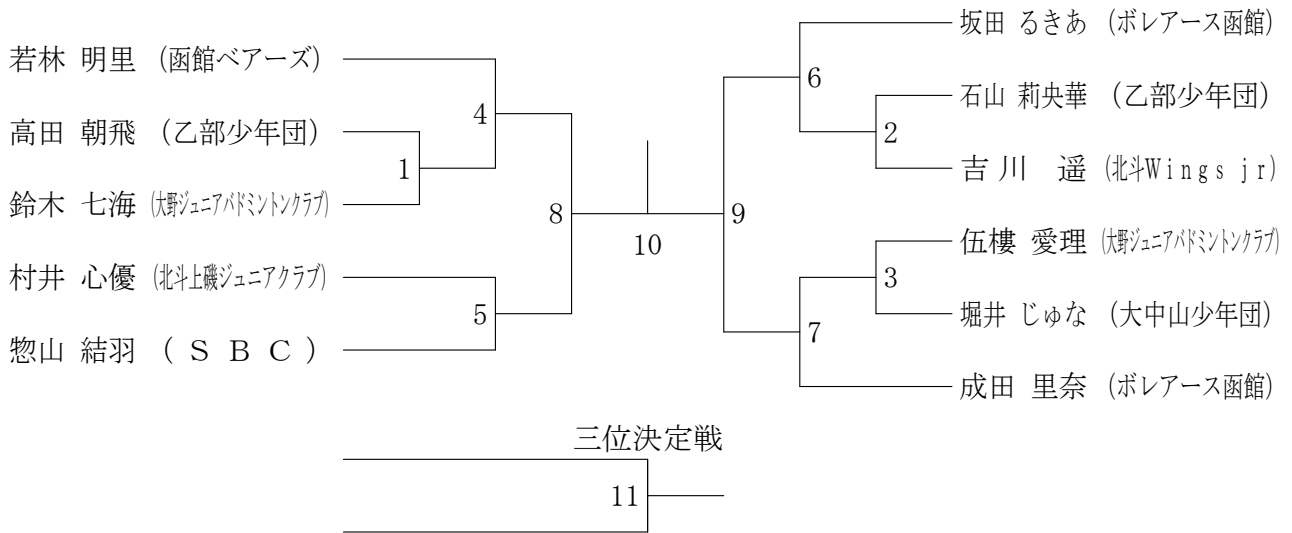 若林 明里 (函館ベアーズ)
高田 朝飛 (乙部少年団)
鈴木 七海 (大野ジュニアバドミントンクラブ)
村井 心優 (北斗上磯ジュニアクラブ)
惣山 結羽 (SBC)
1
4
5
8
10
9
6
2
3
7
坂田 るきあ (ボレアース函館)
石山 莉央華 (乙部少年団)
吉川 遥 (北斗Wings jr)
伍樓 愛理 (大野ジュニアバドミントンクラブ)
堀井 じゅな (大中山少年団)
成田 里奈 (ボレアース函館)
三位決定戦
11